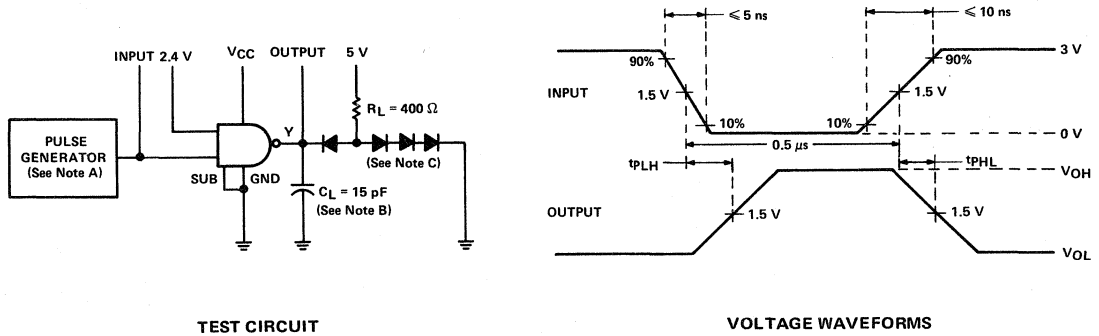 INPUT 2.4 V
VCC
OUTPUT
5 V
RL = 400 Ω
Y
PULSE
GENERATOR
(See Note A)
SUB
GND
(See Note C)
CL = 15 pF
(See Note B)
TEST CIRCUIT
≤ 5 ns
≤ 10 ns
3 V
90%
90%
INPUT
1.5 V
1.5 V
10%
10%
0 V
0.5 μs
tPLH
tPHL
VOH
OUTPUT
1.5 V
1.5 V
VOL
VOLTAGE WAVEFORMS